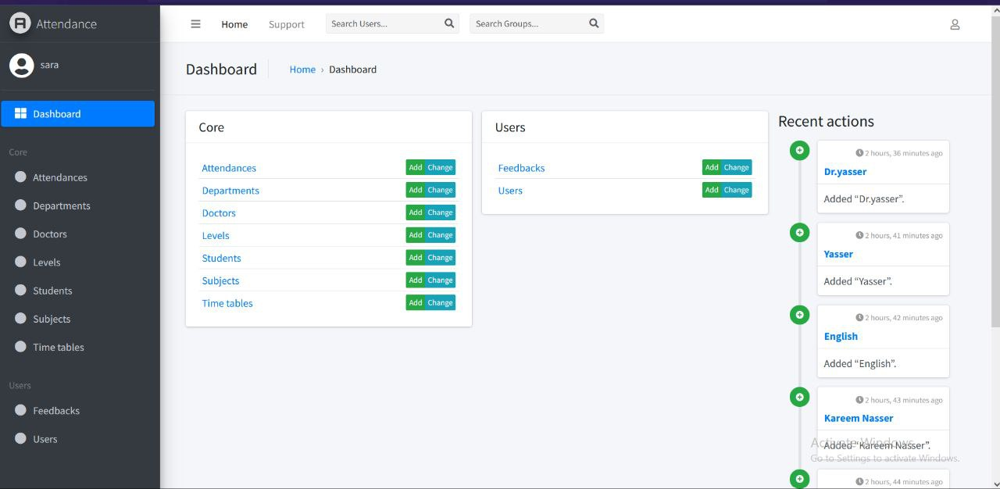 Attendance
sara
Dashboard
Core
Attendances
Departments
Doctors
Levels
Students
Subjects
Time tables
Users
Feedbacks
Users
Home Support Search Users... Search Groups...
Dashboard Home › Dashboard
Core
Attendances Add Change
Departments Add Change
Doctors Add Change
Levels Add Change
Students Add Change
Subjects Add Change
Time tables Add Change
Users
Feedbacks Add Change
Users Add Change
Recent actions
2 hours, 36 minutes ago
Dr.yasser
Added “Dr.yasser”.
2 hours, 41 minutes ago
Yasser
Added “Yasser”.
2 hours, 42 minutes ago
English
Added “English”.
2 hours, 43 minutes ago
Kareem Nasser
Added “Kareem Nasser”.
2 hours, 44 minutes ago
Activate Windows
Go to Settings to activate Windows.